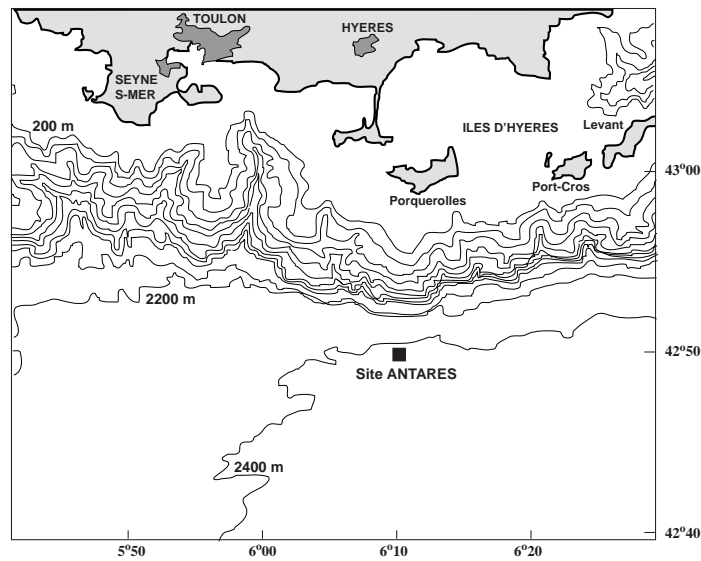 TOULON
HYERES
SEYNE
S-MER
200 m
ILES D'HYERES
Levant
43°00
Port-Cros
Porquerolles
2200 m
42°50
Site ANTARES
2400 m
42°40
5°50
6°00
6°10
6°20